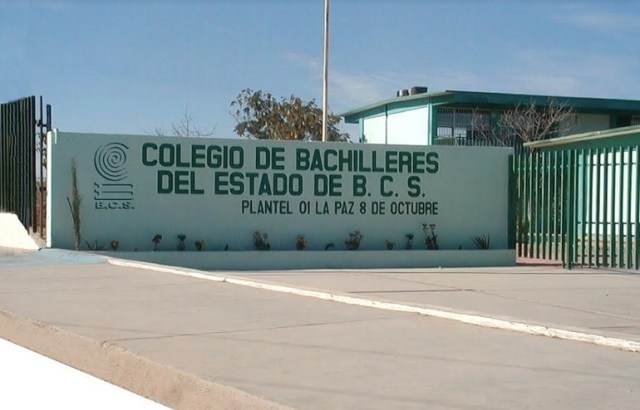 COLEGIO DE BACHILLERES
DEL ESTADO DE B. C. S.
PLANTEL 01 LA PAZ 8 DE OCTUBRE
B.C.S.